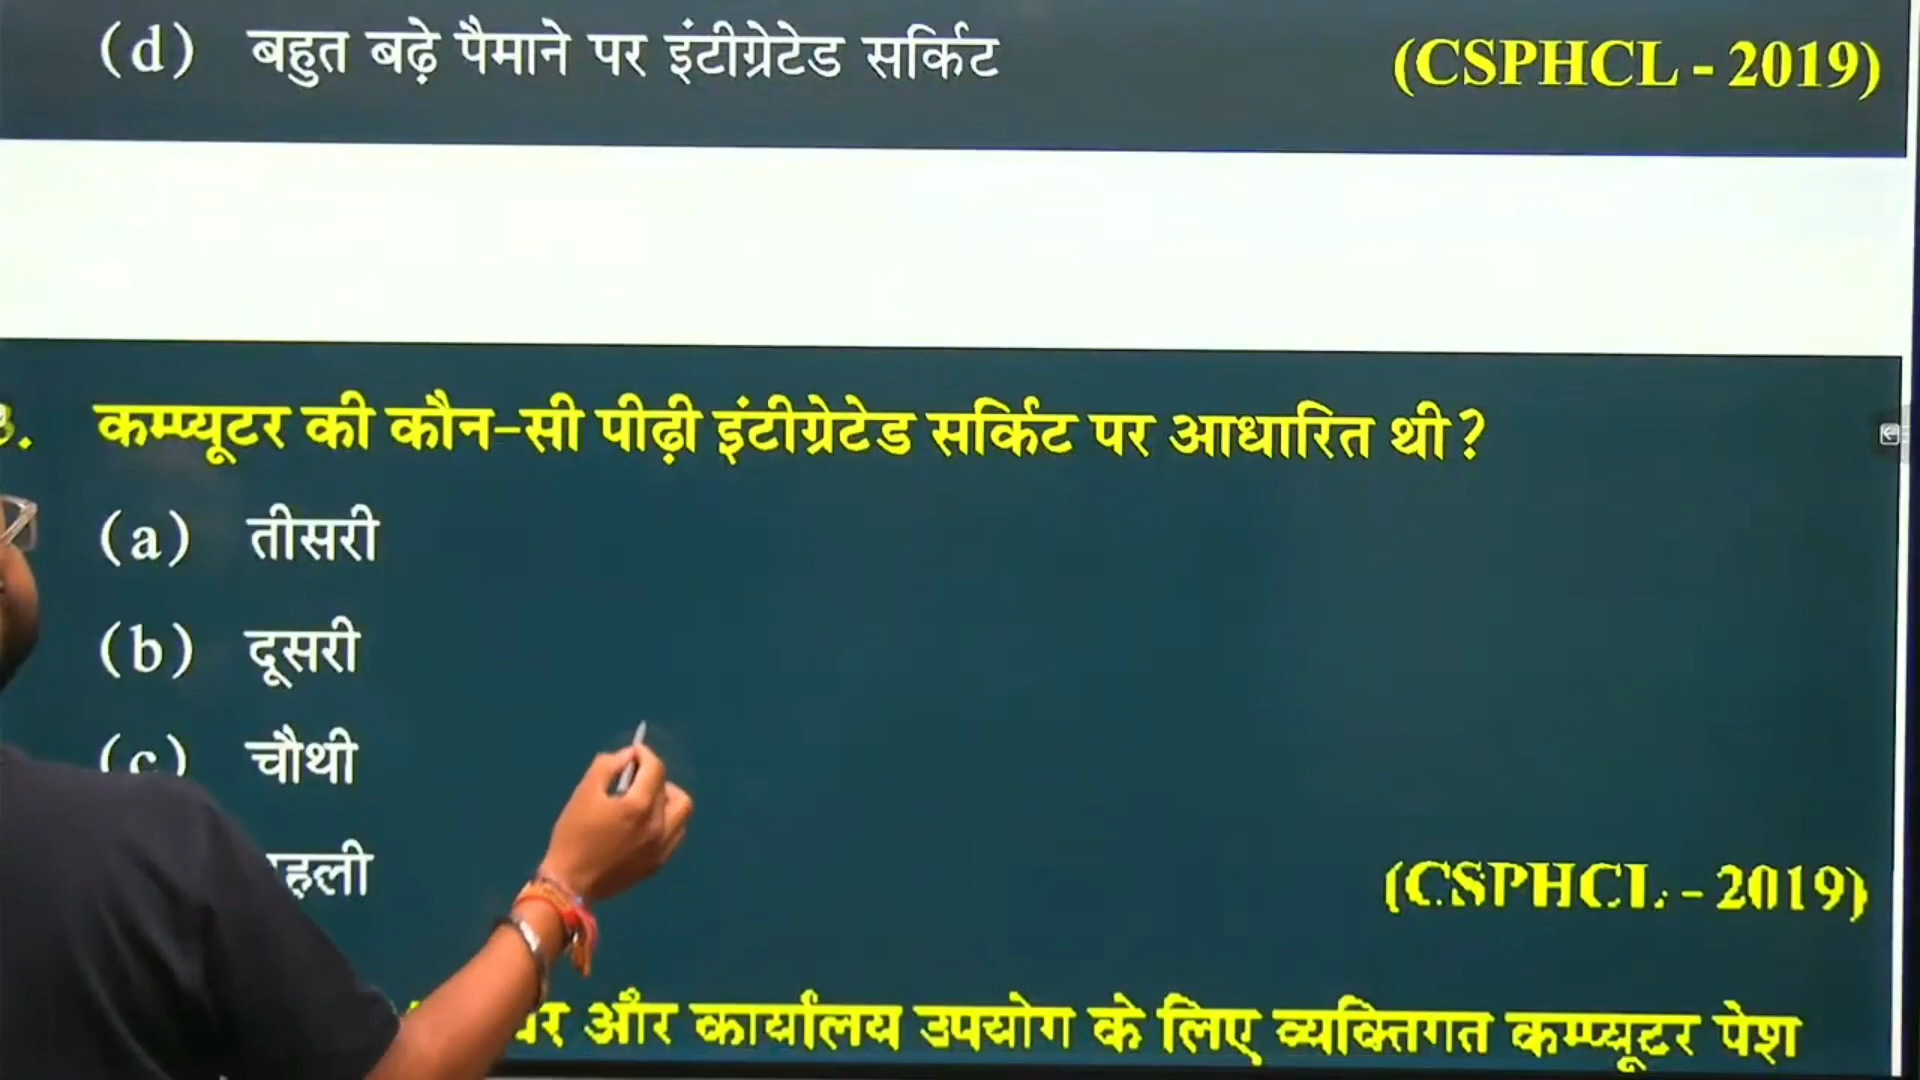 (d) बहुत बढ़े पैमाने पर इंटीग्रेटेड सर्किट (CSPHCL - 2019)
कम्प्यूटर की कौन-सी पीढ़ी इंटीग्रेटेड सर्किट पर आधारित थी?
(a) तीसरी
(b) दूसरी
(c) चौथी
(CSPHCL - 2019)
और कार्यालय उपयोग के लिए व्यक्तिगत कम्प्यूटर पेश